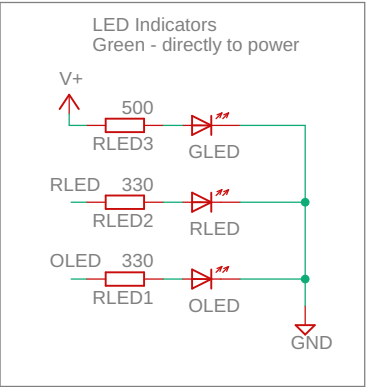 LED Indicators
Green - directly to power
V+
500
RLED3
GLED
RLED 330
RLED2
RLED
OLED 330
RLED1
OLED
GND